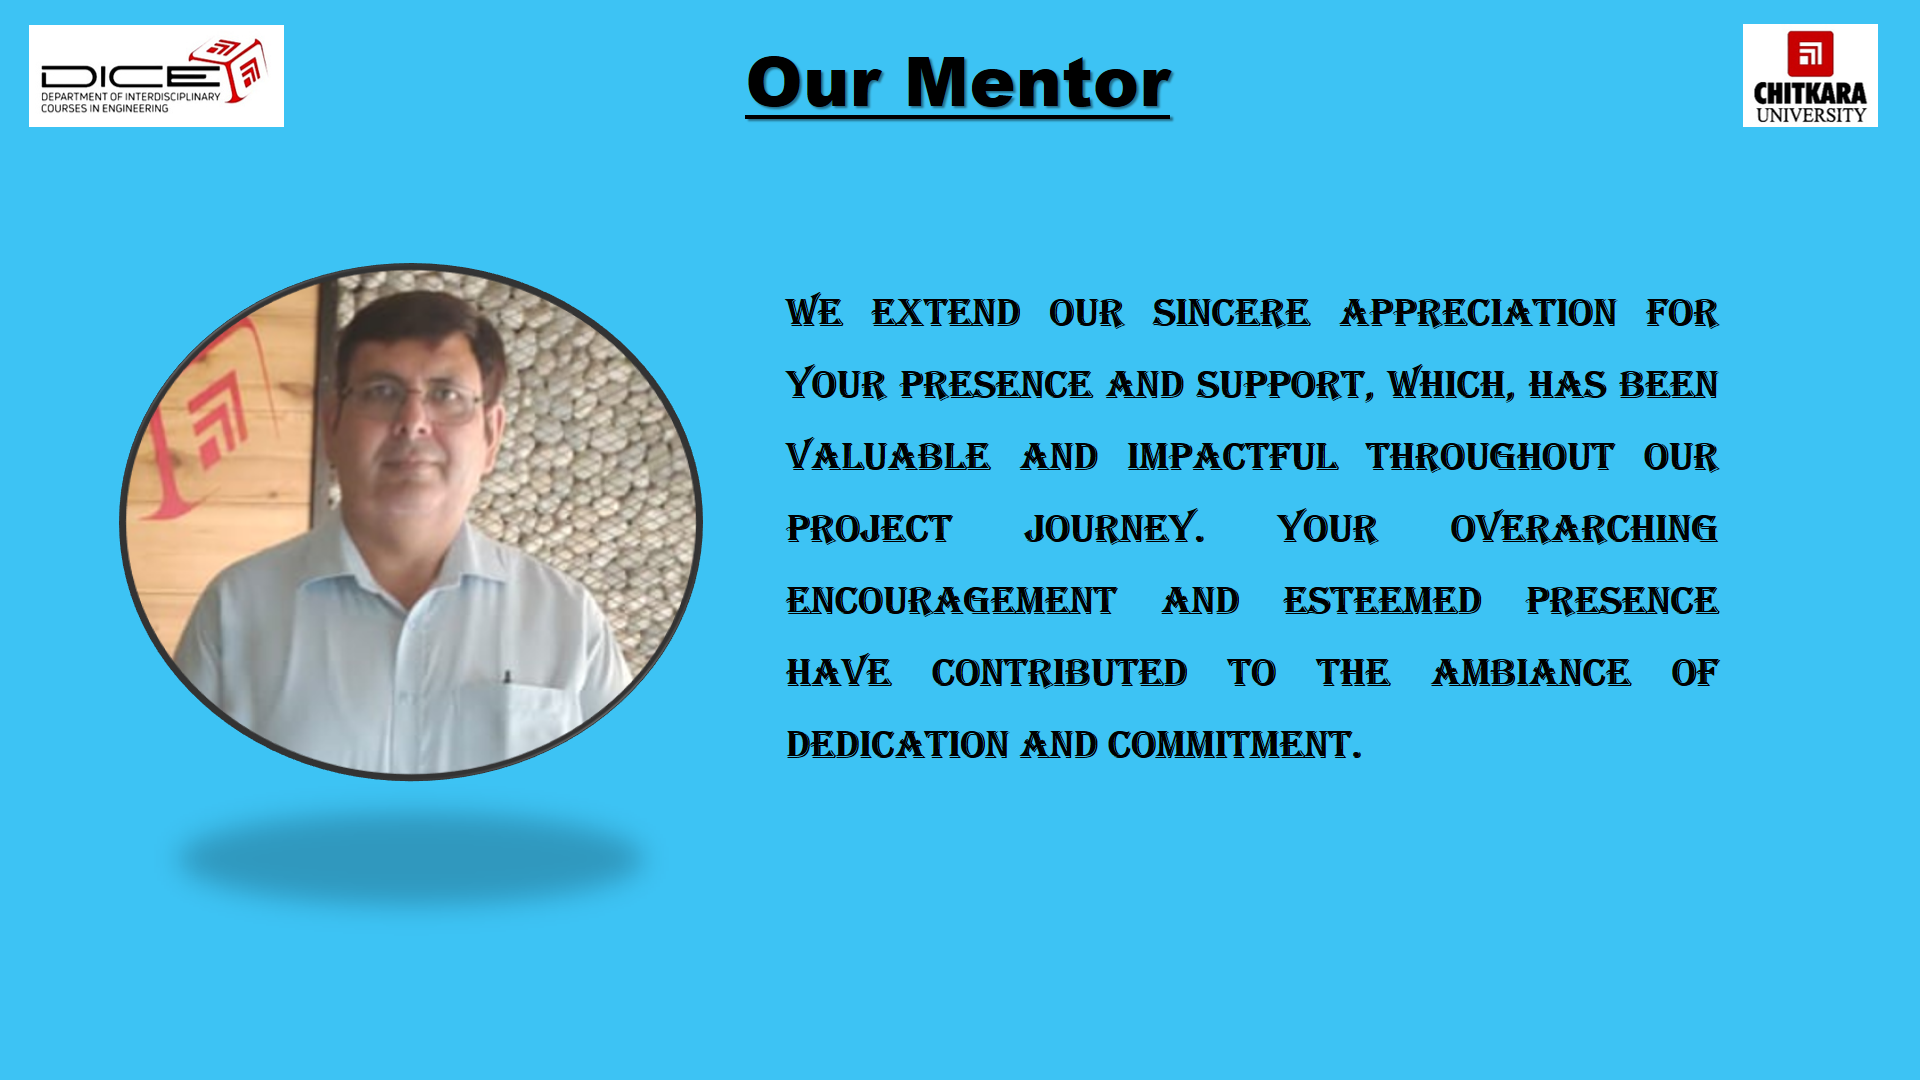 DICE
DEPARTMENT OF INTERDISCIPLINARY
COURSES IN ENGINEERING
Our Mentor
CHITKARA
UNIVERSITY
WE EXTEND OUR SINCERE APPRECIATION FOR
YOUR PRESENCE AND SUPPORT, WHICH, HAS BEEN
VALUABLE AND IMPACTFUL THROUGHOUT OUR
PROJECT JOURNEY. YOUR OVERARCHING
ENCOURAGEMENT AND ESTEEMED PRESENCE
HAVE CONTRIBUTED TO THE AMBIANCE OF
DEDICATION AND COMMITMENT.